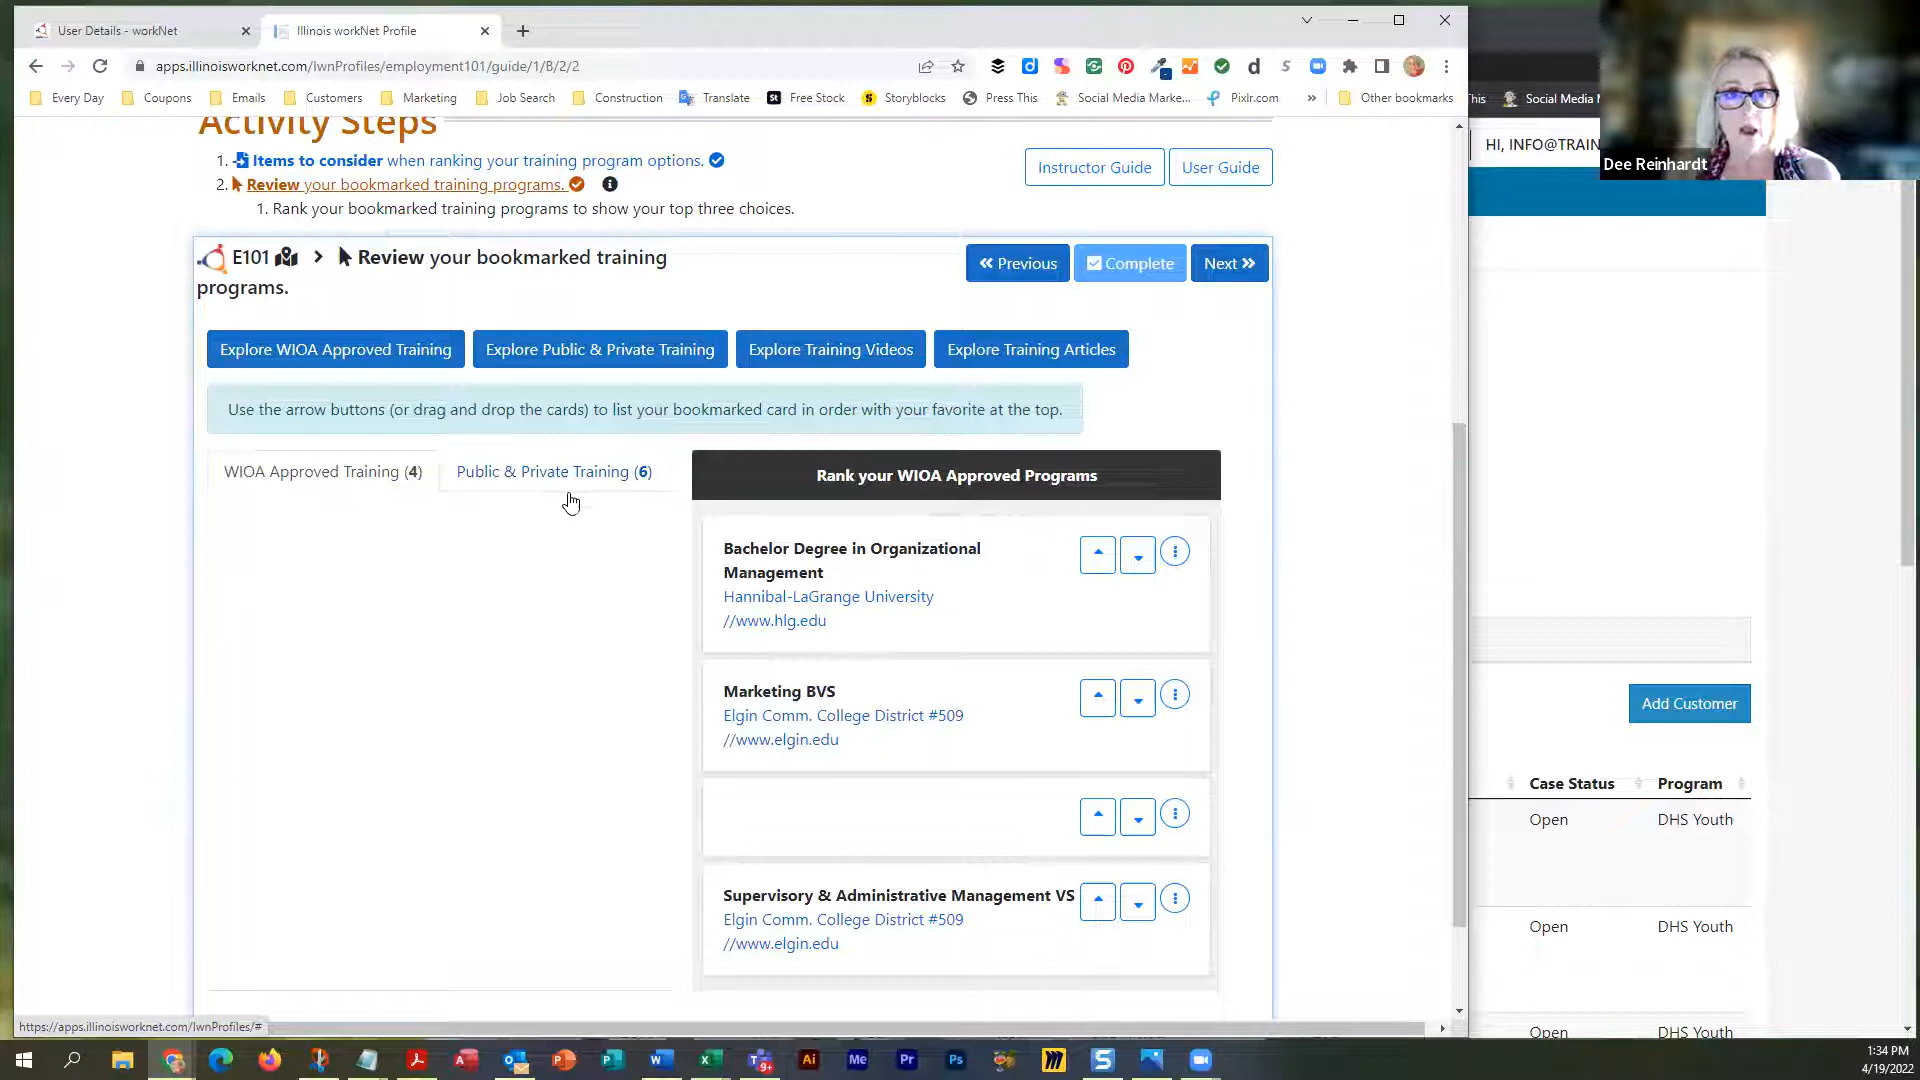 User Details - workNet
Illinois workNet Profile
apps.illinoisworknet.com/IwnProfiles/employment101/guide/1/B/2/2
Every Day
Coupons
Emails
Customers
Marketing
Job Search
Construction
Translate
Free Stock
Storyblocks
Press This
Social Media Marke...
Pixlr.com
»
Other bookmarks
his
Social Media M
HI, INFO@TRAIN
Dee Reinhardt
Activity Steps
1. Items to consider when ranking your training program options.
2. Review your bookmarked training programs.
1. Rank your bookmarked training programs to show your top three choices.
Instructor Guide
User Guide
E101 > Review your bookmarked training
programs.
« Previous
Complete
Next »
Explore WIOA Approved Training
Explore Public & Private Training
Explore Training Videos
Explore Training Articles
Use the arrow buttons (or drag and drop the cards) to list your bookmarked card in order with your favorite at the top.
WIOA Approved Training (4)
Public & Private Training (6)
Rank your WIOA Approved Programs
Bachelor Degree in Organizational
Management
Hannibal-LaGrange University
//www.hlg.edu
Marketing BVS
Elgin Comm. College District #509
//www.elgin.edu
Supervisory & Administrative Management VS
Elgin Comm. College District #509
//www.elgin.edu
Add Customer
Case Status
Program
Open
DHS Youth
Open
DHS Youth
Open
DHS Youth
https://apps.illinoisworknet.com/IwnProfiles/#
1:34 PM
4/19/2022